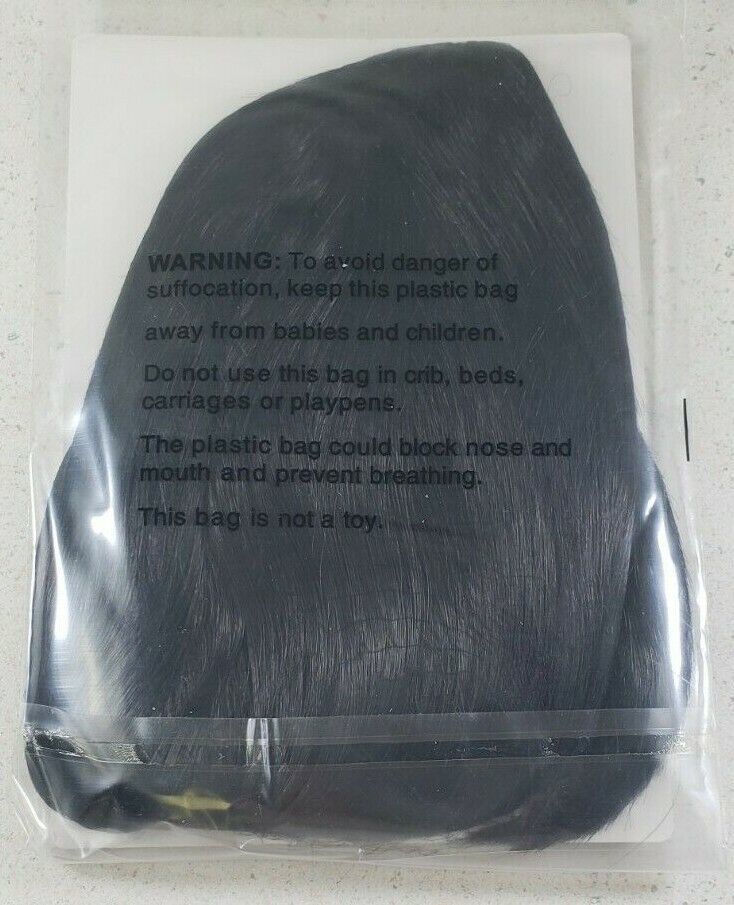 WARNING: To avoid danger of
suffocation, keep this plastic bag
away from babies and children.
Do not use this bag in crib, beds,
carriages or playpens.
The plastic bag could block nose and
mouth and prevent breathing.
This bag is not a toy.